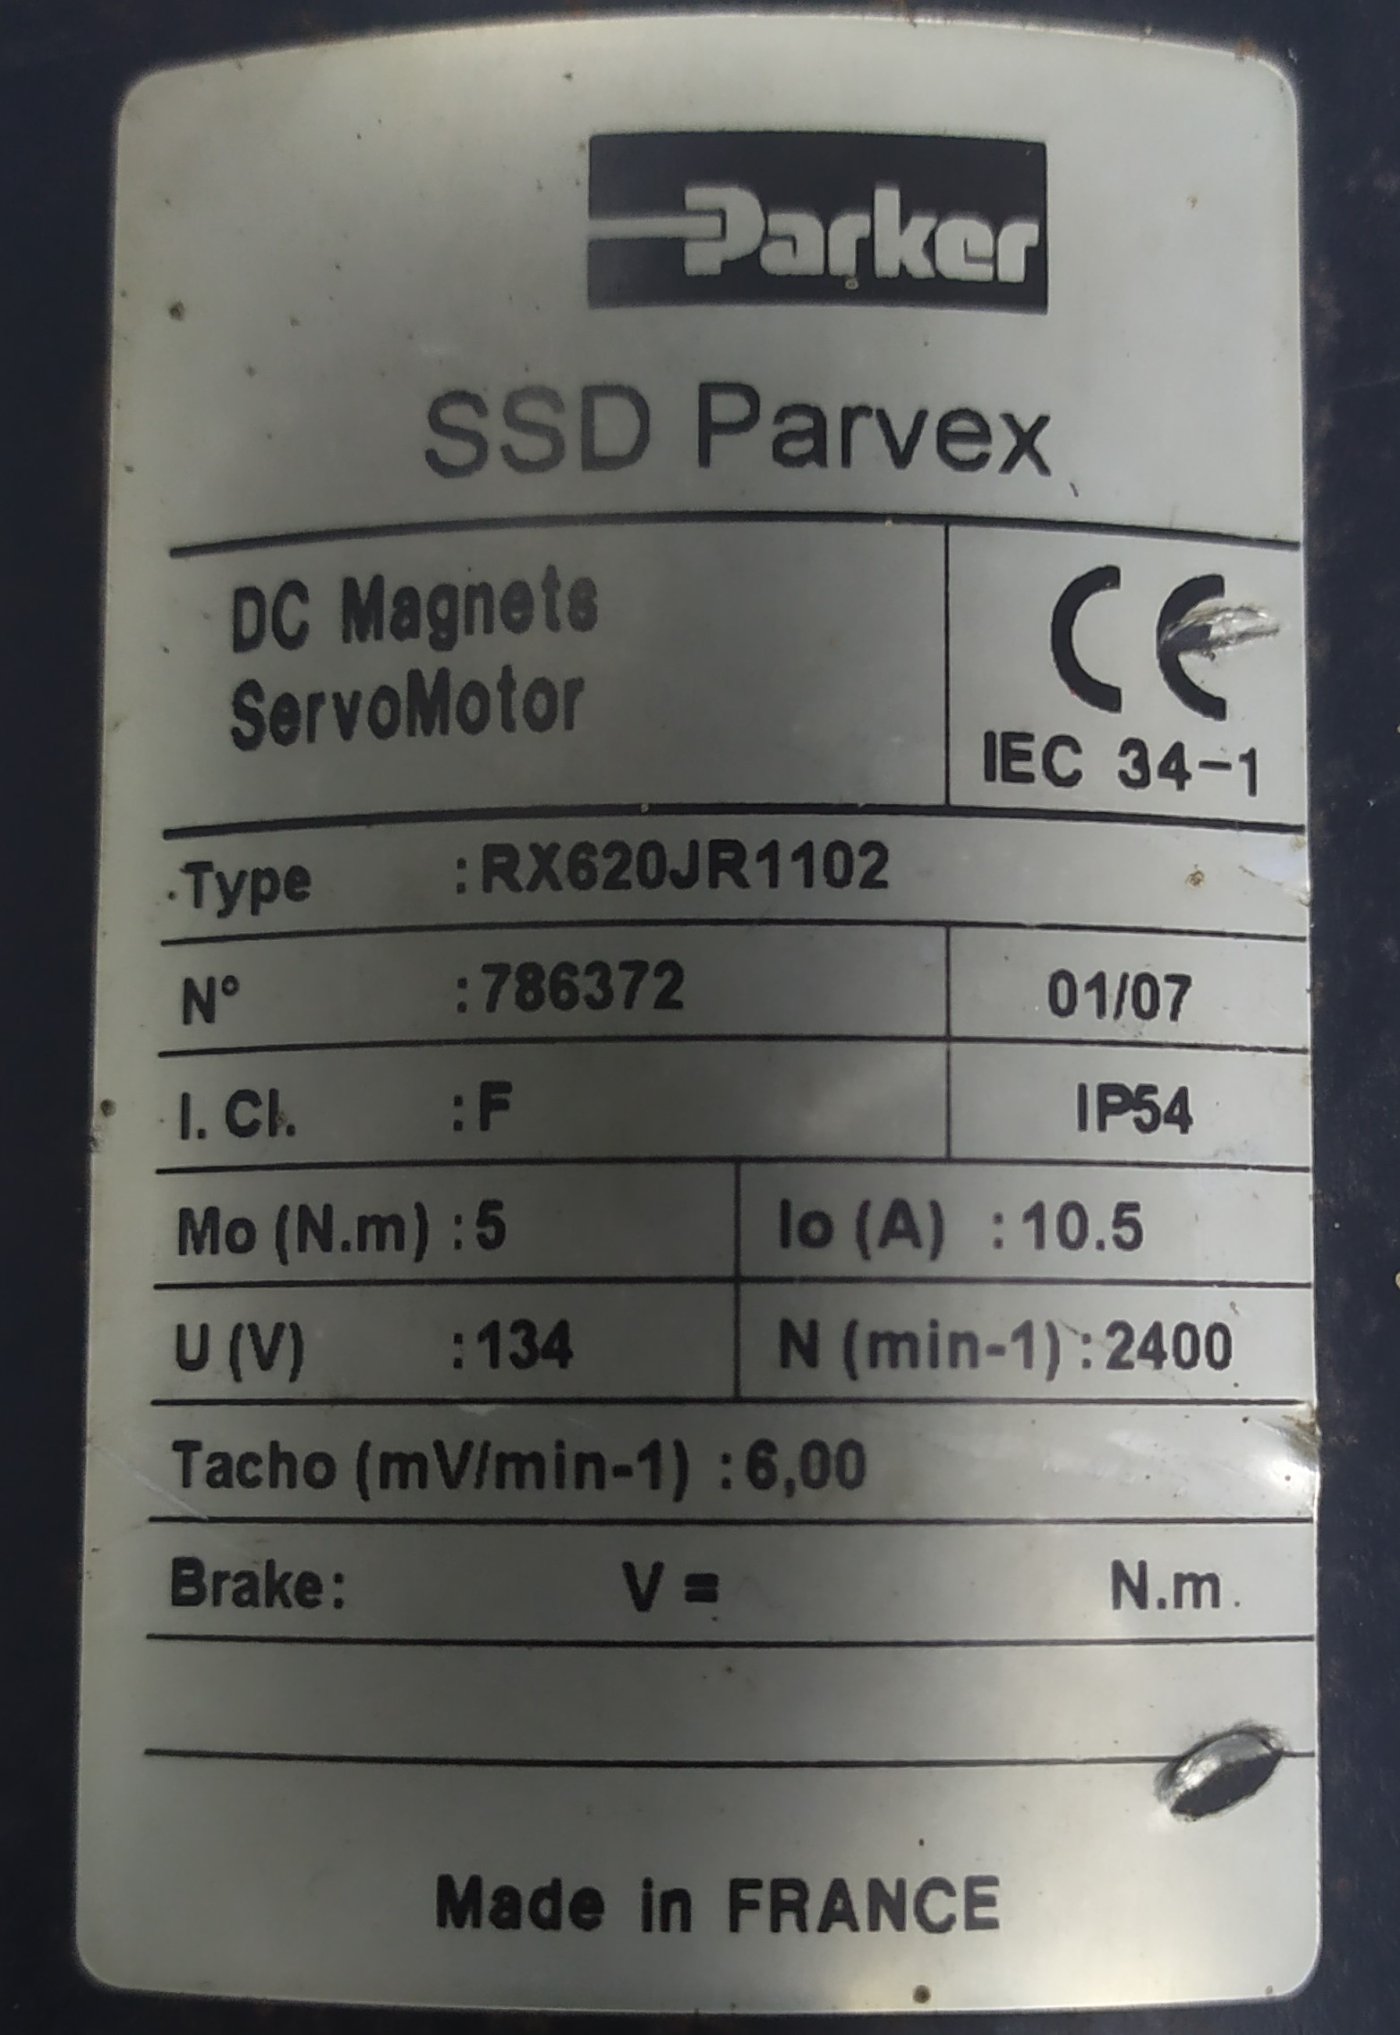 Parker
SSD Parvex
DC Magnets
ServoMotor
CE
IEC 34-1
Type :RX620JR1102
N° :786372 01/07
I. Cl. :F IP54
Mo (N.m) :5 Io (A) :10.5
U (V) :134 N (min-1) :2400
Tacho (mV/min-1) :6,00
Brake: V = N.m
Made in FRANCE